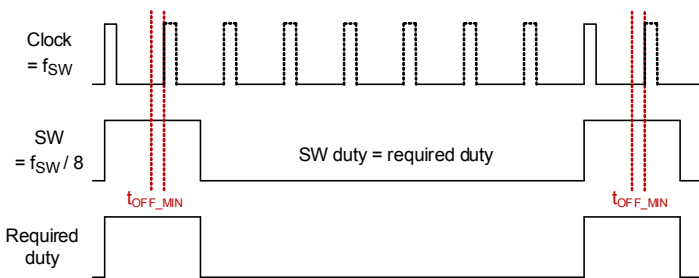 Clock
= fSW
SW
= fSW / 8
SW duty = required duty
tOFF_MIN
tOFF_MIN
Required
duty